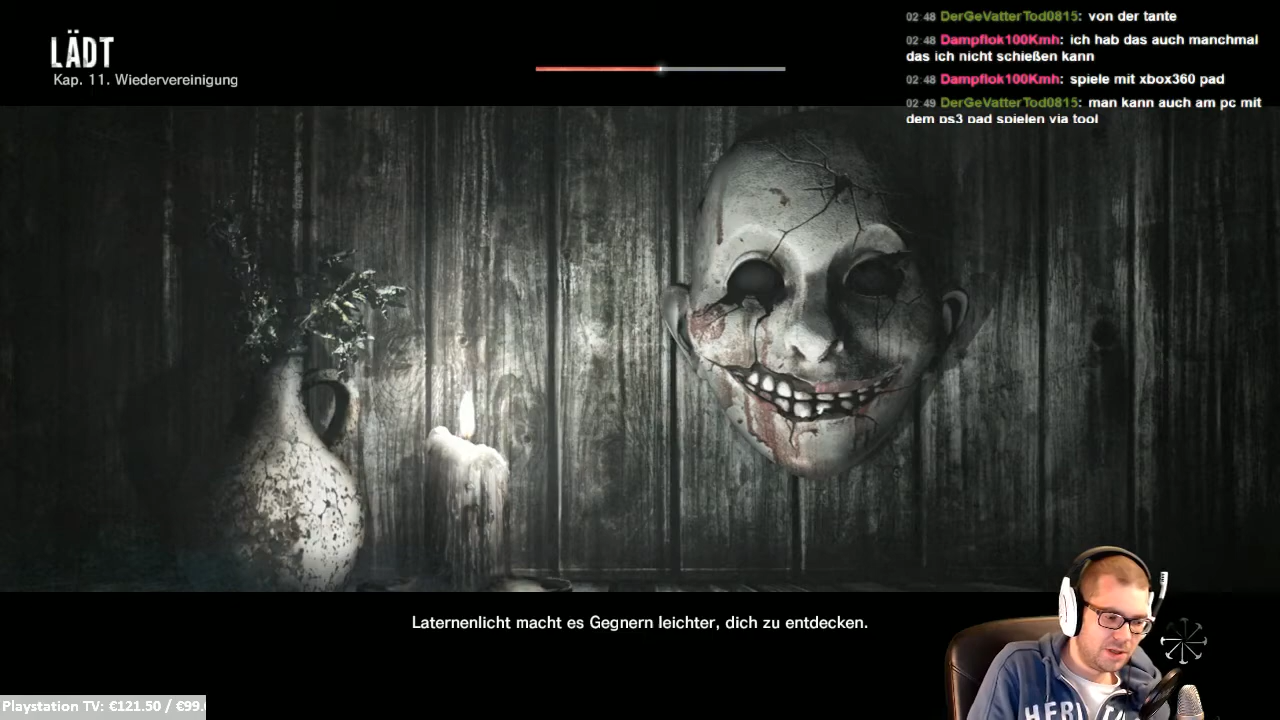 LÄDT
Kap. 11. Wiedervereinigung
02:48 DerGeVatterTod0815: von der tante
02:48 Dampflok100Kmh: ich hab das auch manchmal
das ich nicht schießen kann
02:48 Dampflok100Kmh: spiele mit xbox360 pad
02:49 DerGeVatterTod0815: man kann auch am pc mit
dem ps3 pad spielen via tool
Laternenlicht macht es Gegnern leichter, dich zu entdecken.
Playstation TV: €121.50 / €99.